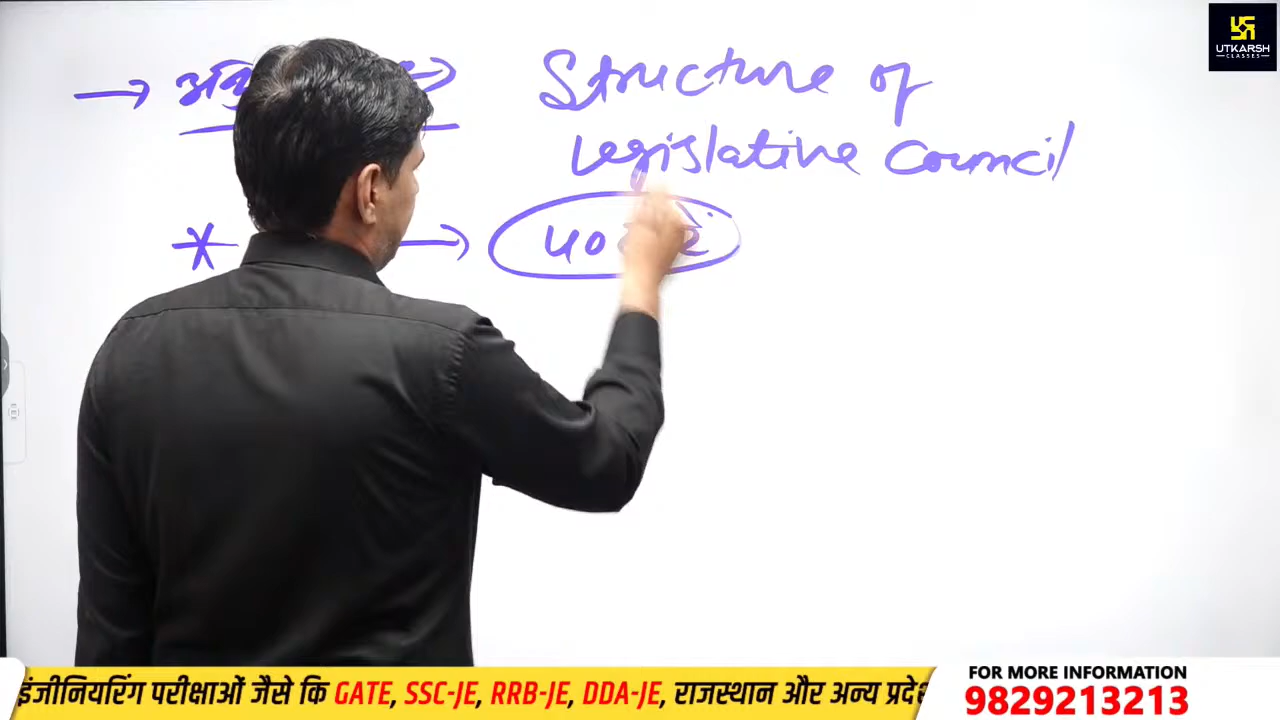 UTKARSH
CLASSES
→ → Structure of
Legislative Council
* → 40
इंजीनियरिंग परीक्षाओं जैसे कि GATE, SSC-JE, RRB-JE, DDA-JE, राजस्थान और अन्य प्रदेश
FOR MORE INFORMATION
9829213213